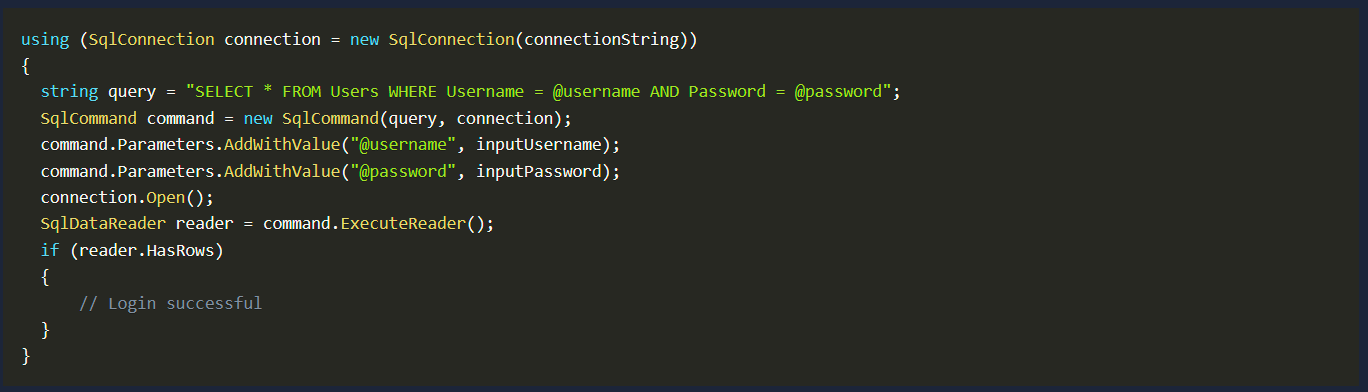 using (SqlConnection connection = new SqlConnection(connectionString))
{
  string query = "SELECT * FROM Users WHERE Username = @username AND Password = @password";
  SqlCommand command = new SqlCommand(query, connection);
  command.Parameters.AddWithValue("@username", inputUsername);
  command.Parameters.AddWithValue("@password", inputPassword);
  connection.Open();
  SqlDataReader reader = command.ExecuteReader();
  if (reader.HasRows)
  {
      // Login successful
  }
}